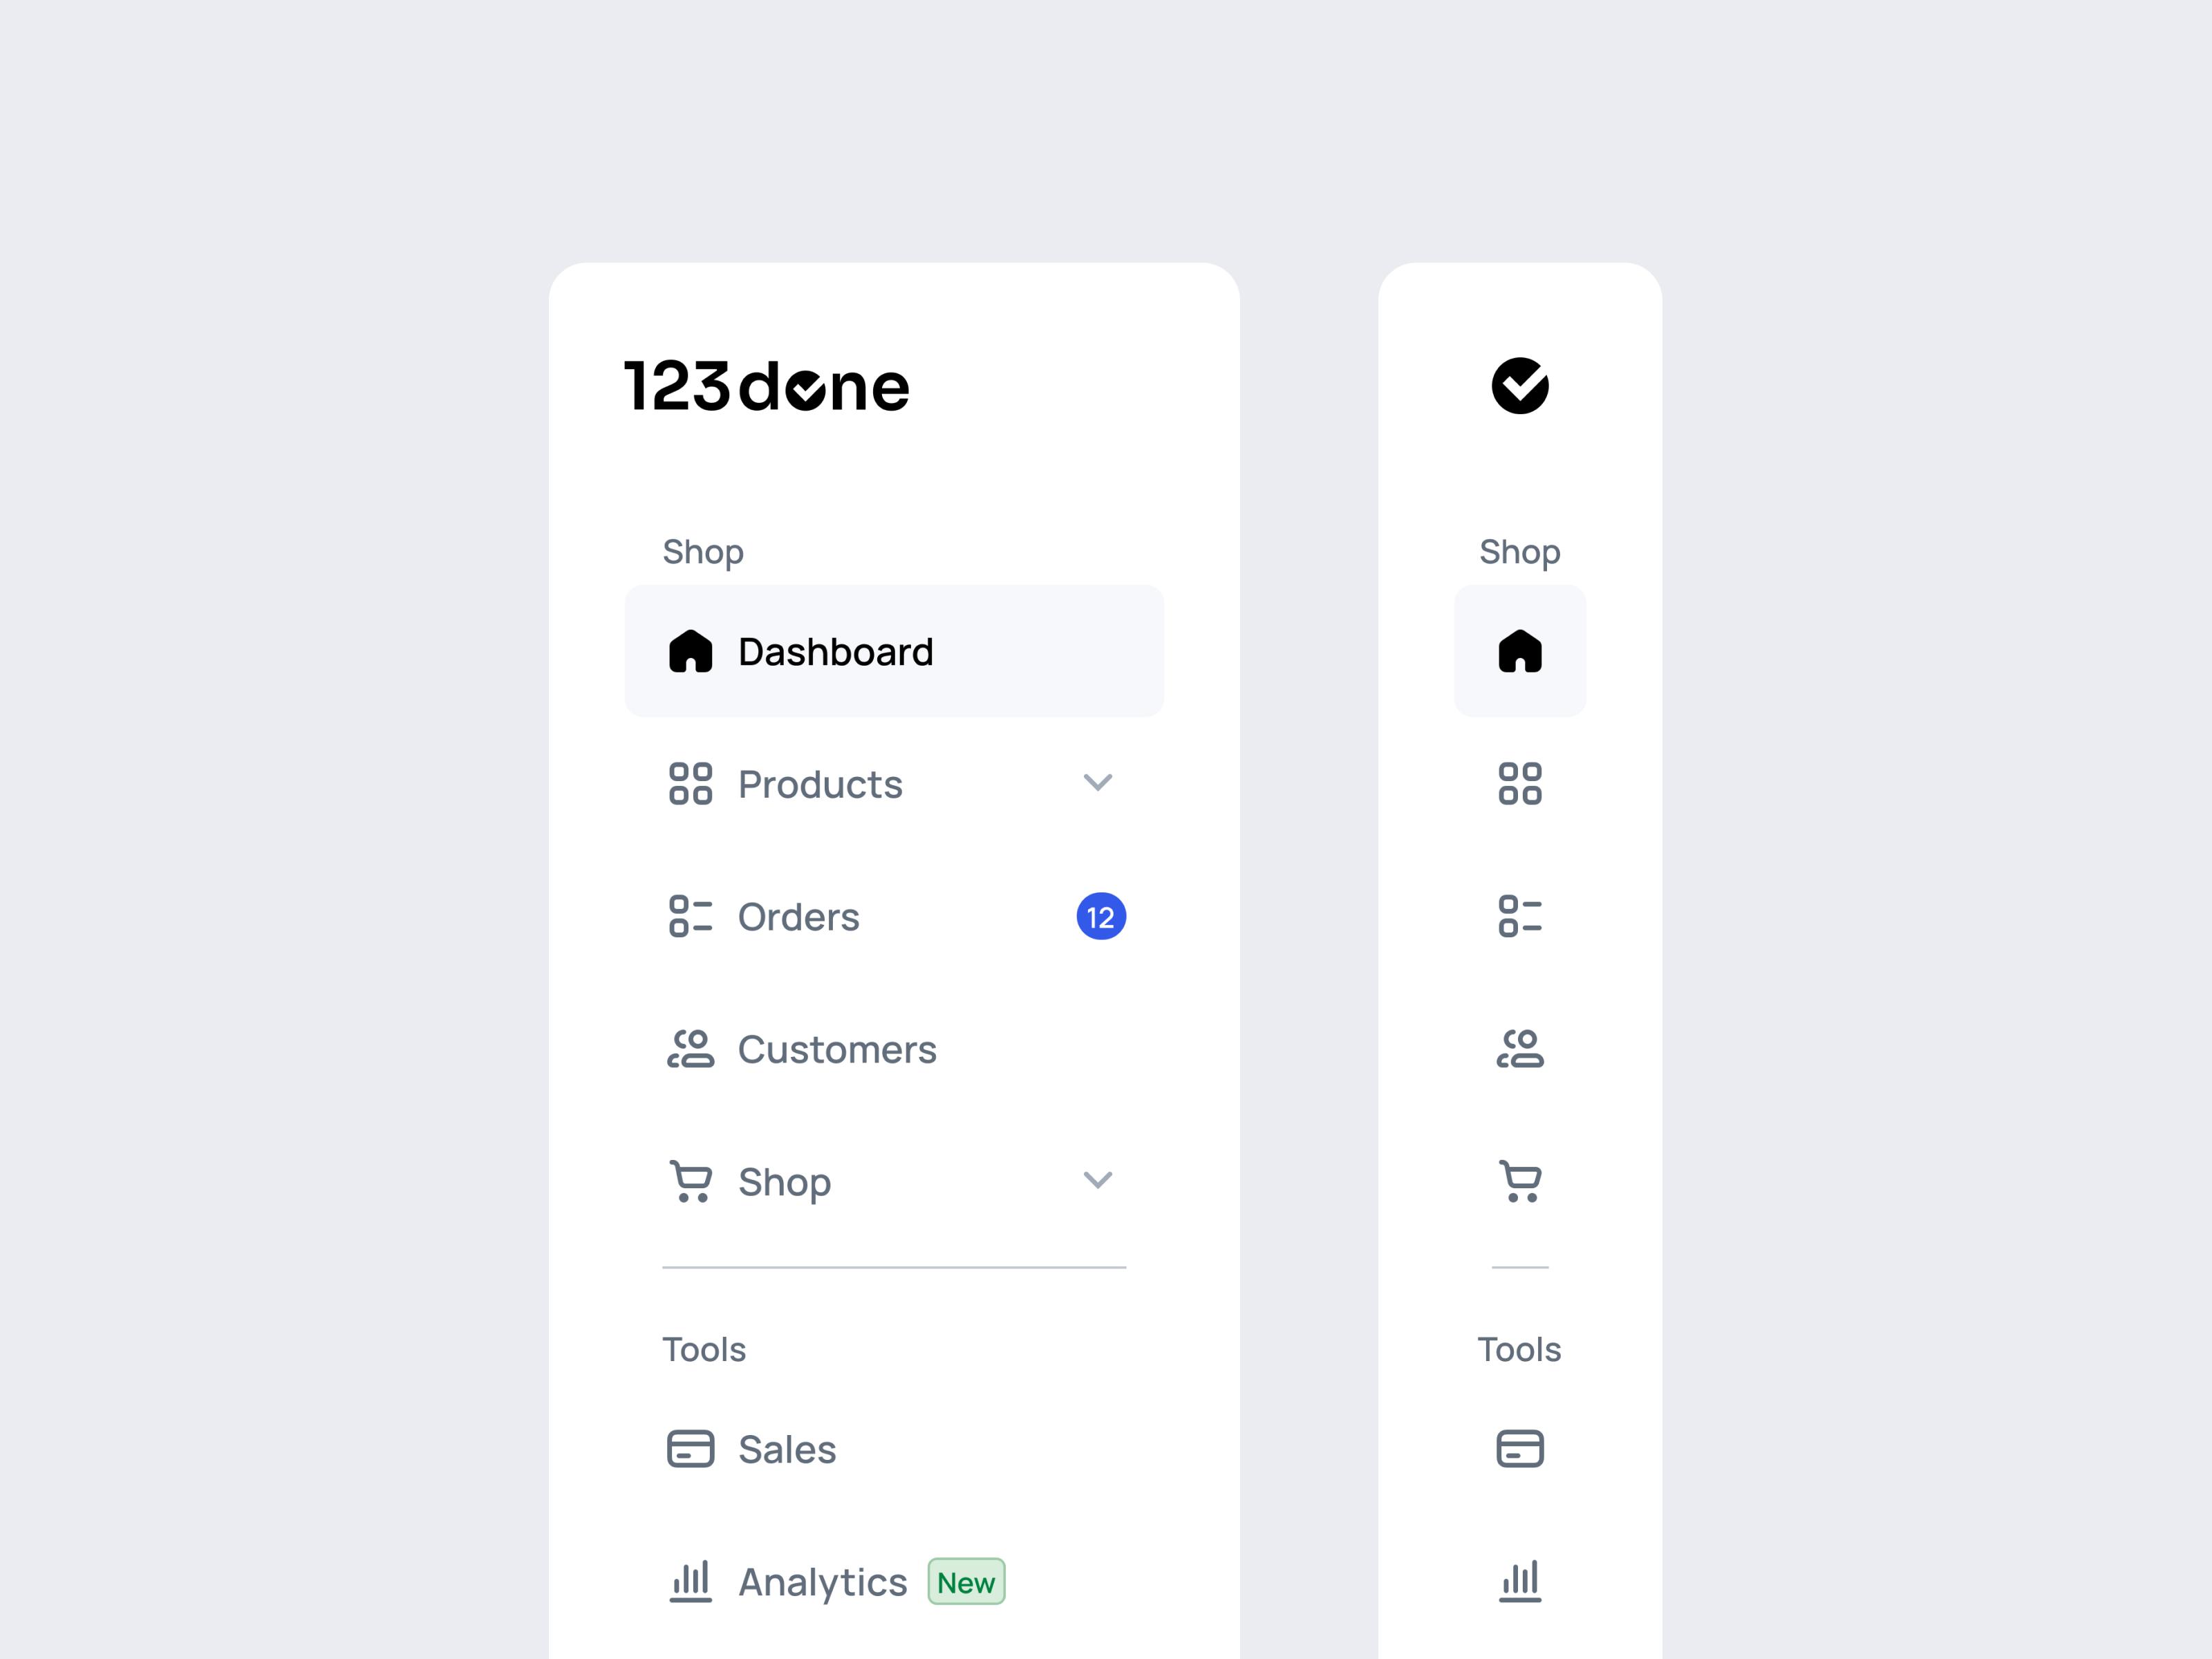 123done
Shop
Dashboard
Products
Orders 12
Customers
Shop
Tools
Sales
Analytics New
Shop
Tools